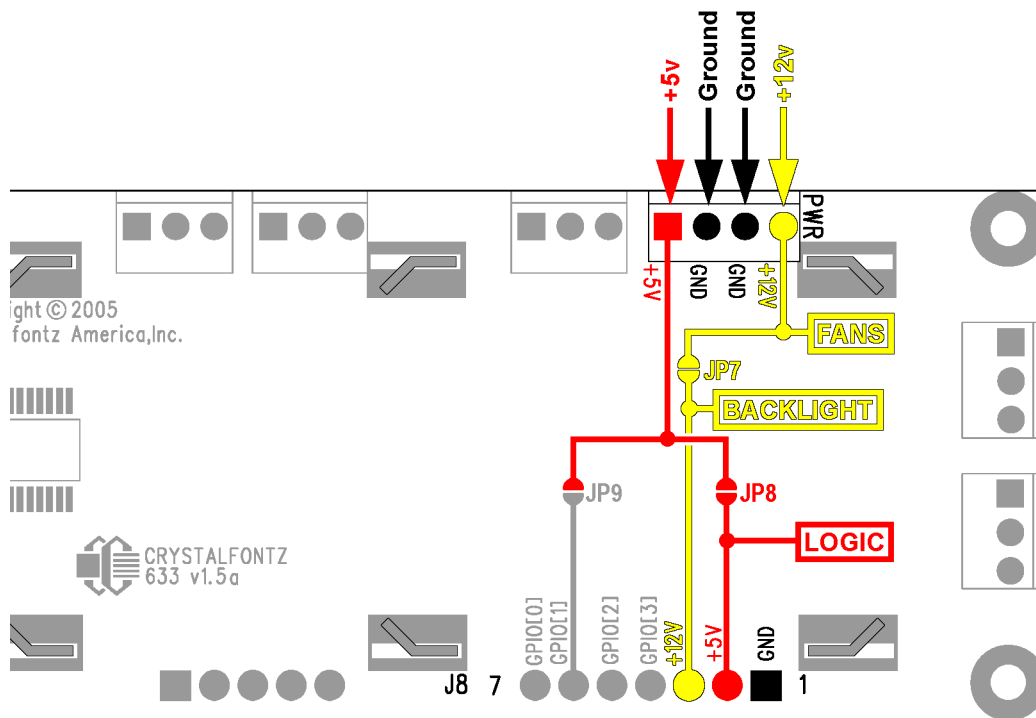 +5v
Ground
Ground
+12v
PWR
+5V
GND
GND
+12V
ight © 2005
fontz America,Inc.
FANS
JP7
BACKLIGHT
JP9
JP8
LOGIC
CRYSTALFONTZ
633 v1.5a
GPIO[0]
GPIO[1]
GPIO[2]
GPIO[3]
+12V
+5V
GND
J8 7
1